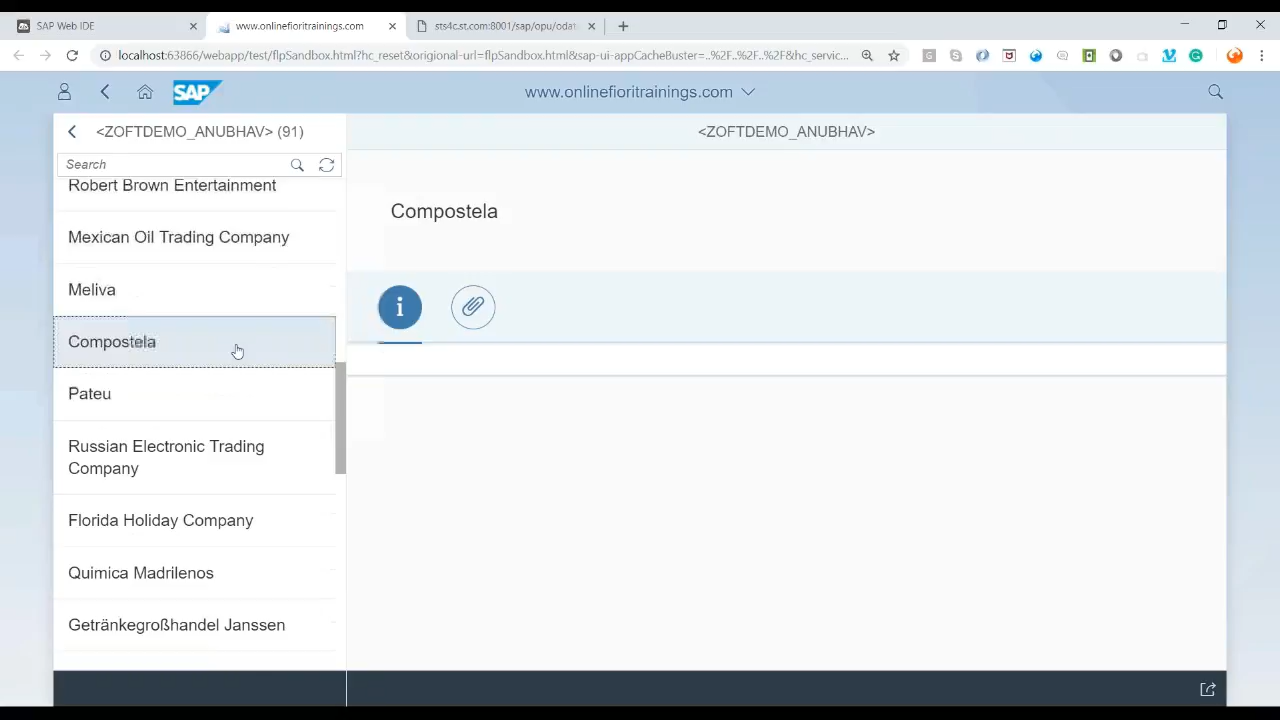 SAP Web IDE
www.onlinefioritrainings.com
sts4c.st.com:8001/sap/opu/odat
localhost:63866/webapp/test/flpSandbox.html?hc_reset&origional-url=flpSandbox.html&sap-ui-appCacheBuster=..%2F..%2F..%2F&hc_servic...
SAP
www.onlinefioritrainings.com
<ZOFTDEMO_ANUBHAV> (91)
<ZOFTDEMO_ANUBHAV>
Search
Robert Brown Entertainment
Mexican Oil Trading Company
Meliva
Compostela
Pateu
Russian Electronic Trading
Company
Florida Holiday Company
Quimica Madrilenos
Getränkegroßhandel Janssen
Compostela